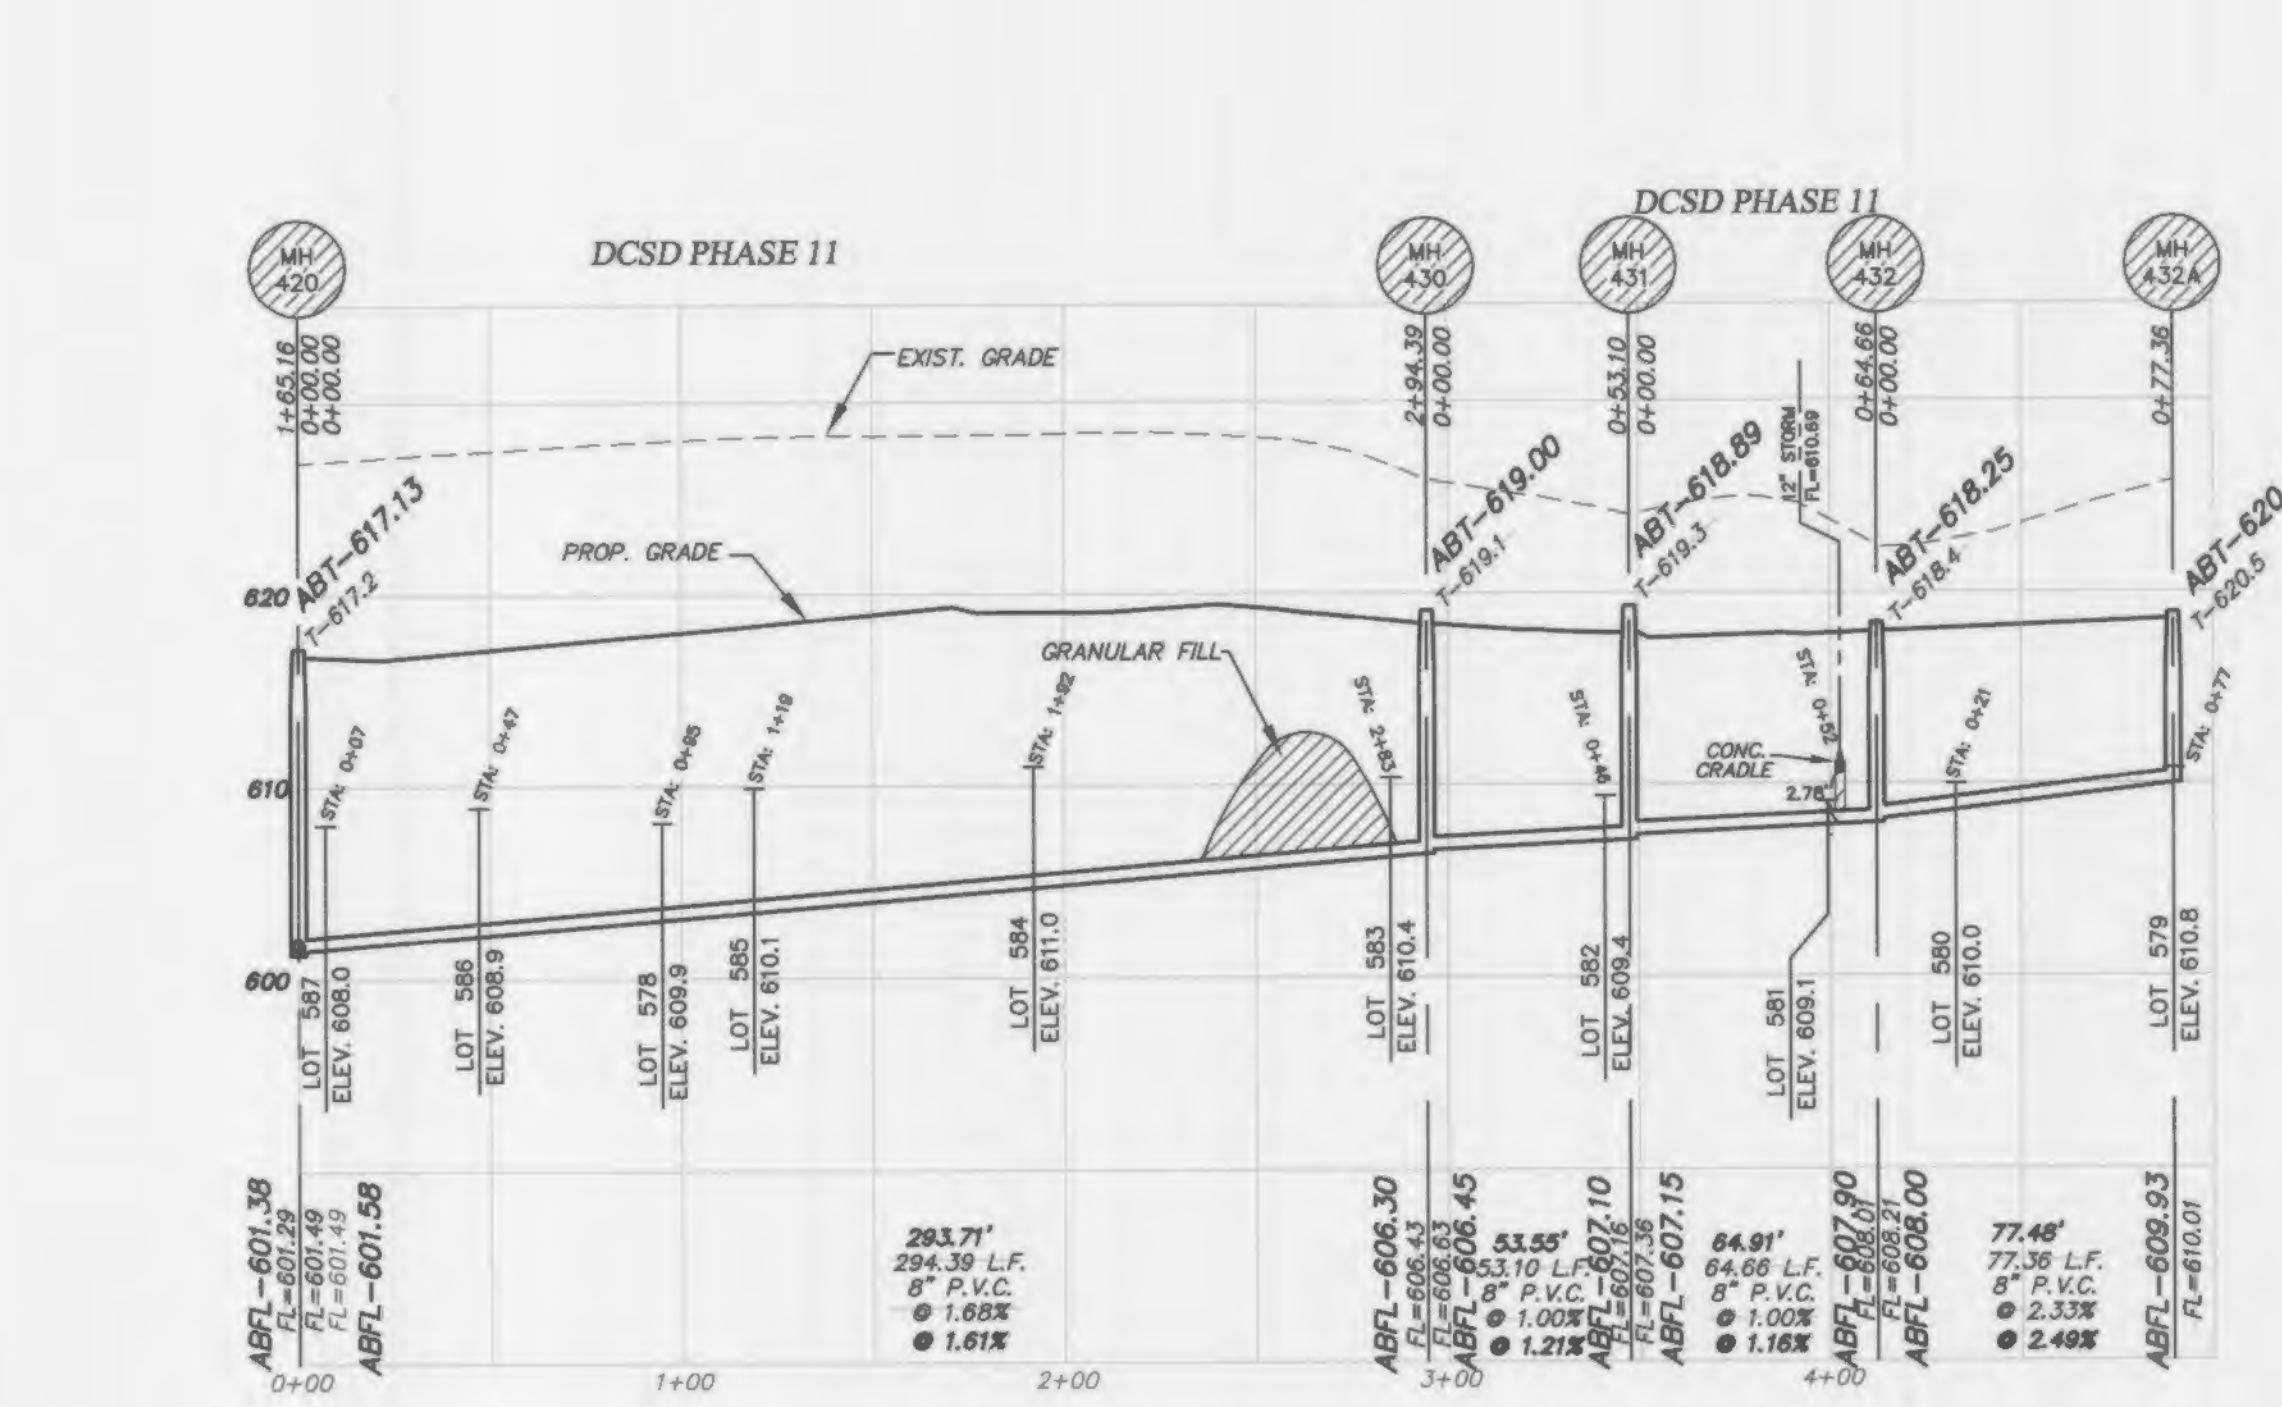 DCSD PHASE 11
DCSD PHASE 11
MH
420
MH
430
MH
431
MH
432
MH
432A
1+65.16
0+00.00
0+00.00
2+94.39
0+00.00
0+53.10
0+00.00
0+64.66
0+00.00
0+77.36
EXIST. GRADE
12" STORM
FL=610.69
ABT-617.13
T-617.2
ABT-619.00
T-619.1
ABT-618.89
T-619.3
ABT-618.25
T-618.4
ABT-620
T-620.5
PROP. GRADE
620
610
600
GRANULAR FILL
STA: 0+07
STA: 0+47
STA: 0+95
STA: 1+19
STA: 1+92
STA: 2+83
STA: 0+46
STA: 0+52
STA: 0+21
STA: 0+77
CONC.
CRADLE
2.78'
LOT 587
ELEV. 608.0
LOT 586
ELEV. 608.9
LOT 578
ELEV. 609.9
LOT 585
ELEV. 610.1
LOT 584
ELEV. 611.0
LOT 583
ELEV. 610.4
LOT 582
ELEV. 609.4
LOT 581
ELEV. 609.1
LOT 580
ELEV. 610.0
LOT 579
ELEV. 610.8
ABFL-601.38
FL=601.29
FL=601.49
FL=601.49
ABFL-601.58
293.71'
294.39 L.F.
8" P.V.C.
@ 1.68%
@ 1.61%
ABFL-606.30
FL=606.43
FL=606.63
ABFL-606.45
53.55'
53.10 L.F.
8" P.V.C.
@ 1.00%
@ 1.21%
ABFL-607.10
FL=607.16
FL=607.36
ABFL-607.15
64.91'
64.66 L.F.
8" P.V.C.
@ 1.00%
@ 1.16%
ABFL-607.90
FL=608.01
FL=608.21
ABFL-608.00
77.48'
77.36 L.F.
8" P.V.C.
@ 2.33%
@ 2.49%
ABFL-609.93
FL=610.01
0+00
1+00
2+00
3+00
4+00